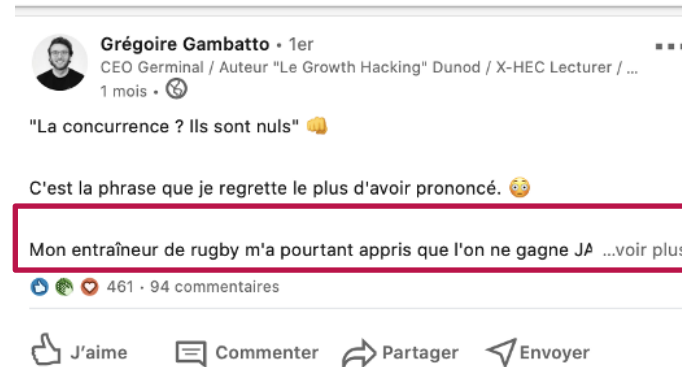 Grégoire Gambatto • 1er
CEO Germinal / Auteur "Le Growth Hacking" Dunod / X-HEC Lecturer / ...
1 mois •
"La concurrence ? Ils sont nuls" 👊
C'est la phrase que je regrette le plus d'avoir prononcé. 😳
Mon entraîneur de rugby m'a pourtant appris que l'on ne gagne JA ...voir plus
461 · 94 commentaires
J'aime Commenter Partager Envoyer